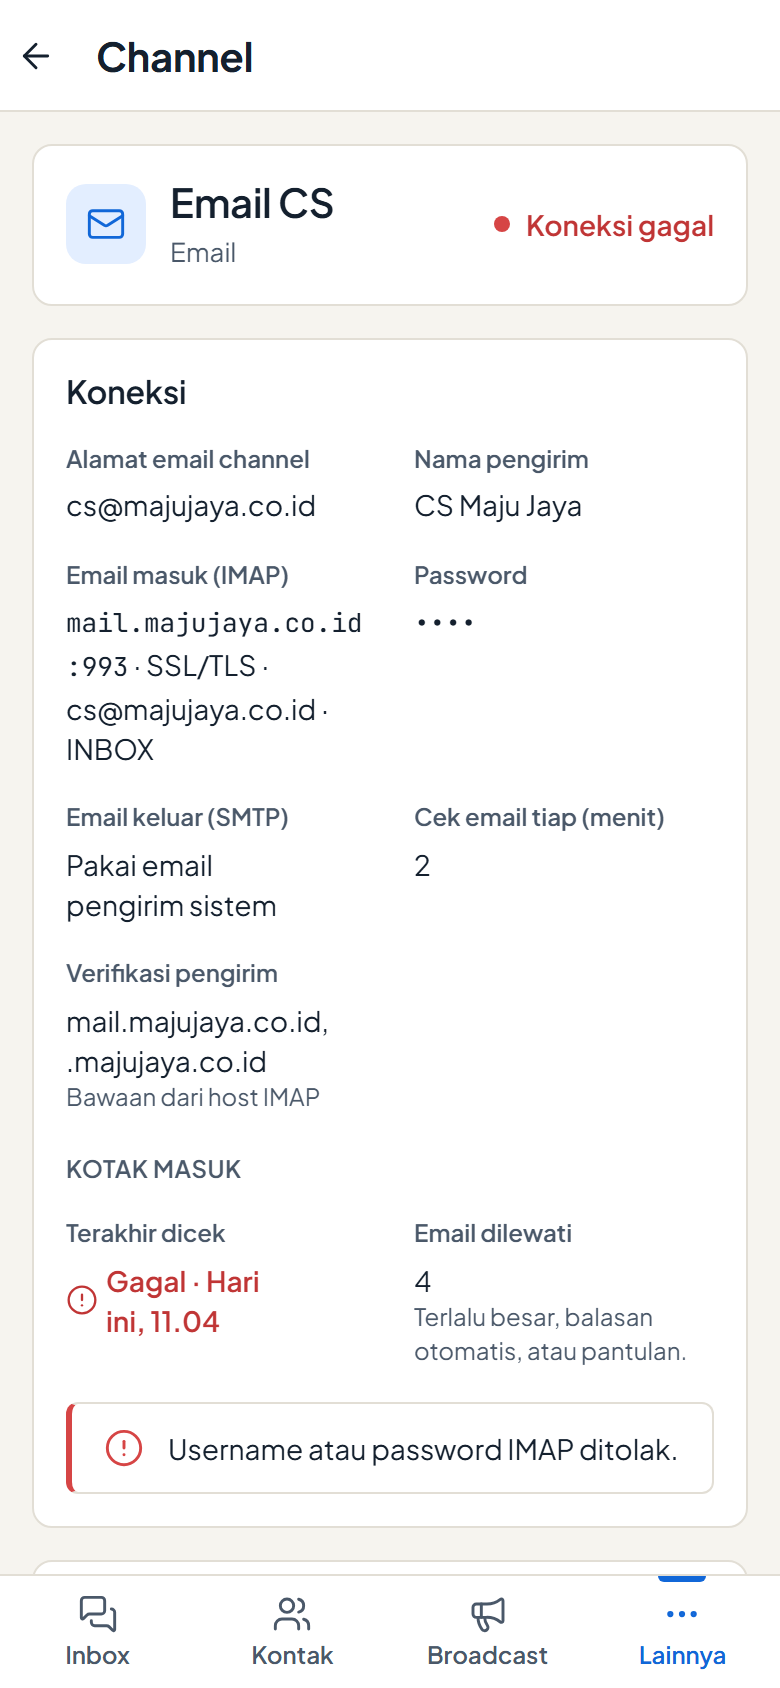 Channel
Email CS
Email
Koneksi gagal
Koneksi
Alamat email channel
cs@majujaya.co.id
Nama pengirim
CS Maju Jaya
Email masuk (IMAP)
mail.majujaya.co.id
:993 · SSL/TLS ·
cs@majujaya.co.id ·
INBOX
Password
••••
Email keluar (SMTP)
Pakai email
pengirim sistem
Cek email tiap (menit)
2
Verifikasi pengirim
mail.majujaya.co.id,
.majujaya.co.id
Bawaan dari host IMAP
KOTAK MASUK
Terakhir dicek
Gagal · Hari
ini, 11.04
Email dilewati
4
Terlalu besar, balasan
otomatis, atau pantulan.
Username atau password IMAP ditolak.
Inbox
Kontak
Broadcast
Lainnya